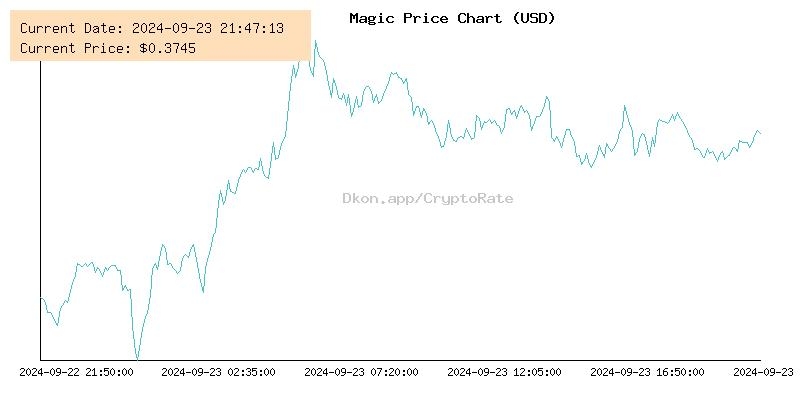 Magic Price Chart (USD)
Current Date: 2024-09-23 21:47:13
Current Price: $0.3745
Dkon.app/CryptoRate
2024-09-22 21:50:00
2024-09-23 02:35:00
2024-09-23 07:20:00
2024-09-23 12:05:00
2024-09-23 16:50:00
2024-09-23